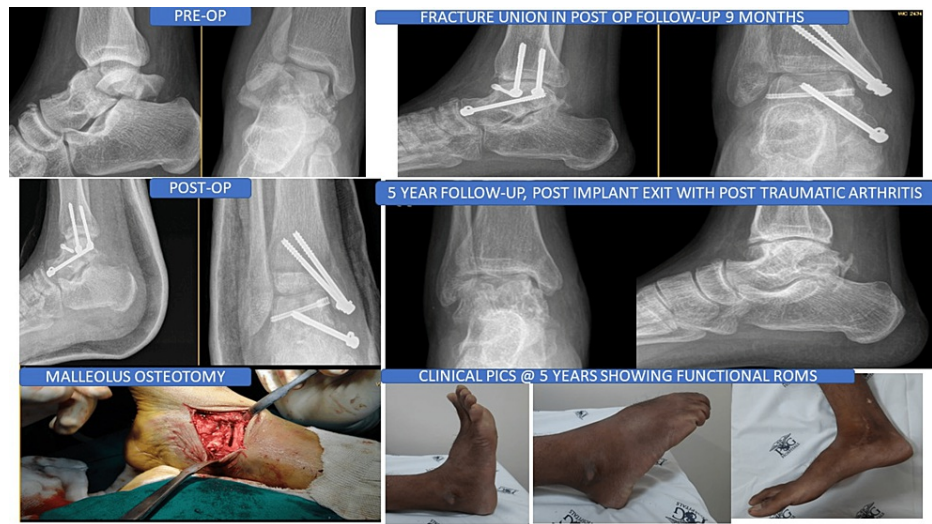 PRE-OP
FRACTURE UNION IN POST OP FOLLOW-UP 9 MONTHS
POST-OP
5 YEAR FOLLOW-UP, POST IMPLANT EXIT WITH POST TRAUMATIC ARTHRITIS
MALLEOLUS OSTEOTOMY
CLINICAL PICS @ 5 YEARS SHOWING FUNCTIONAL ROMS